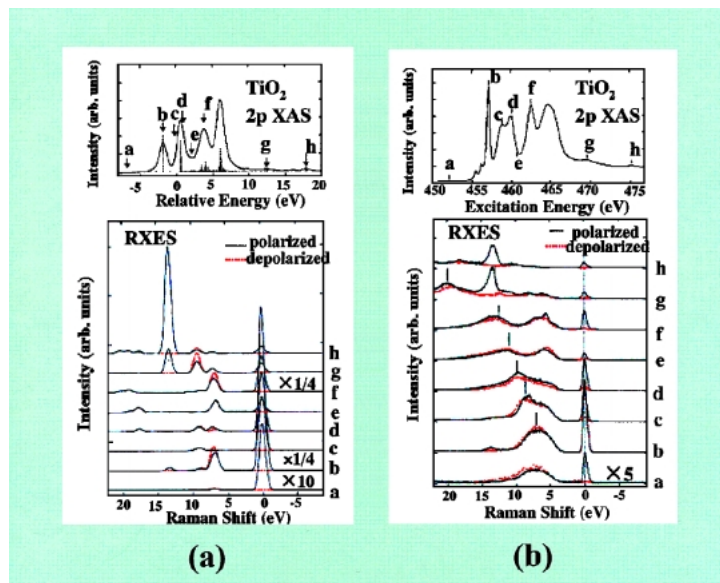 b
c
d
e
f
a
g
h
TiO2
2p XAS
Intensity (arb. units)
-10 -5 0 5 10 15 20
Relative Energy (eV)
RXES
polarized
depolarized
h
g
×1/4
f
e
d
c
×1/4
b
×10
a
Intensity (arb. units)
20 15 10 5 0 -5
Raman Shift (eV)
(a)
b
c
d
e
f
a
g
h
TiO2
2p XAS
Intensity (arb. units)
450 455 460 465 470 475
Excitation Energy (eV)
RXES
polarized
depolarized
h
g
f
e
d
c
b
×5
a
Intensity (arb. units)
20 15 10 5 0 -5
Raman Shift (eV)
(b)